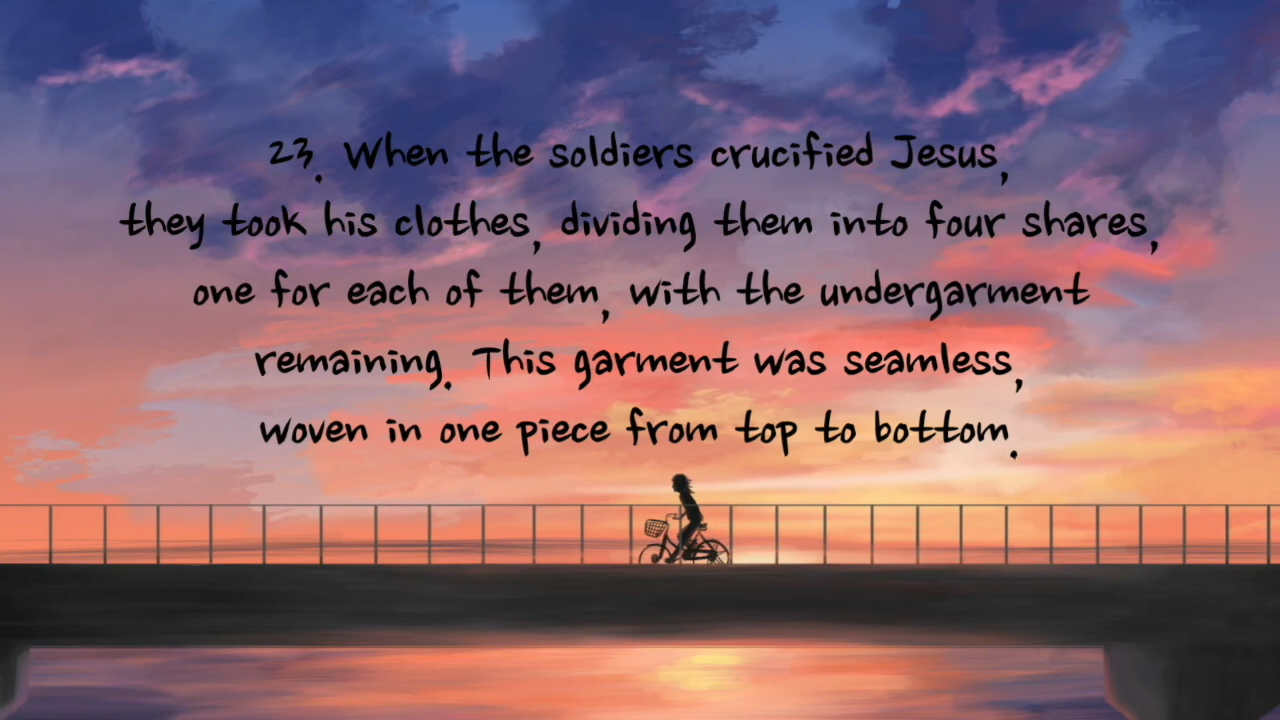 23. When the soldiers crucified Jesus,
they took his clothes, dividing them into four shares,
one for each of them, with the undergarment
remaining. This garment was seamless,
woven in one piece from top to bottom.